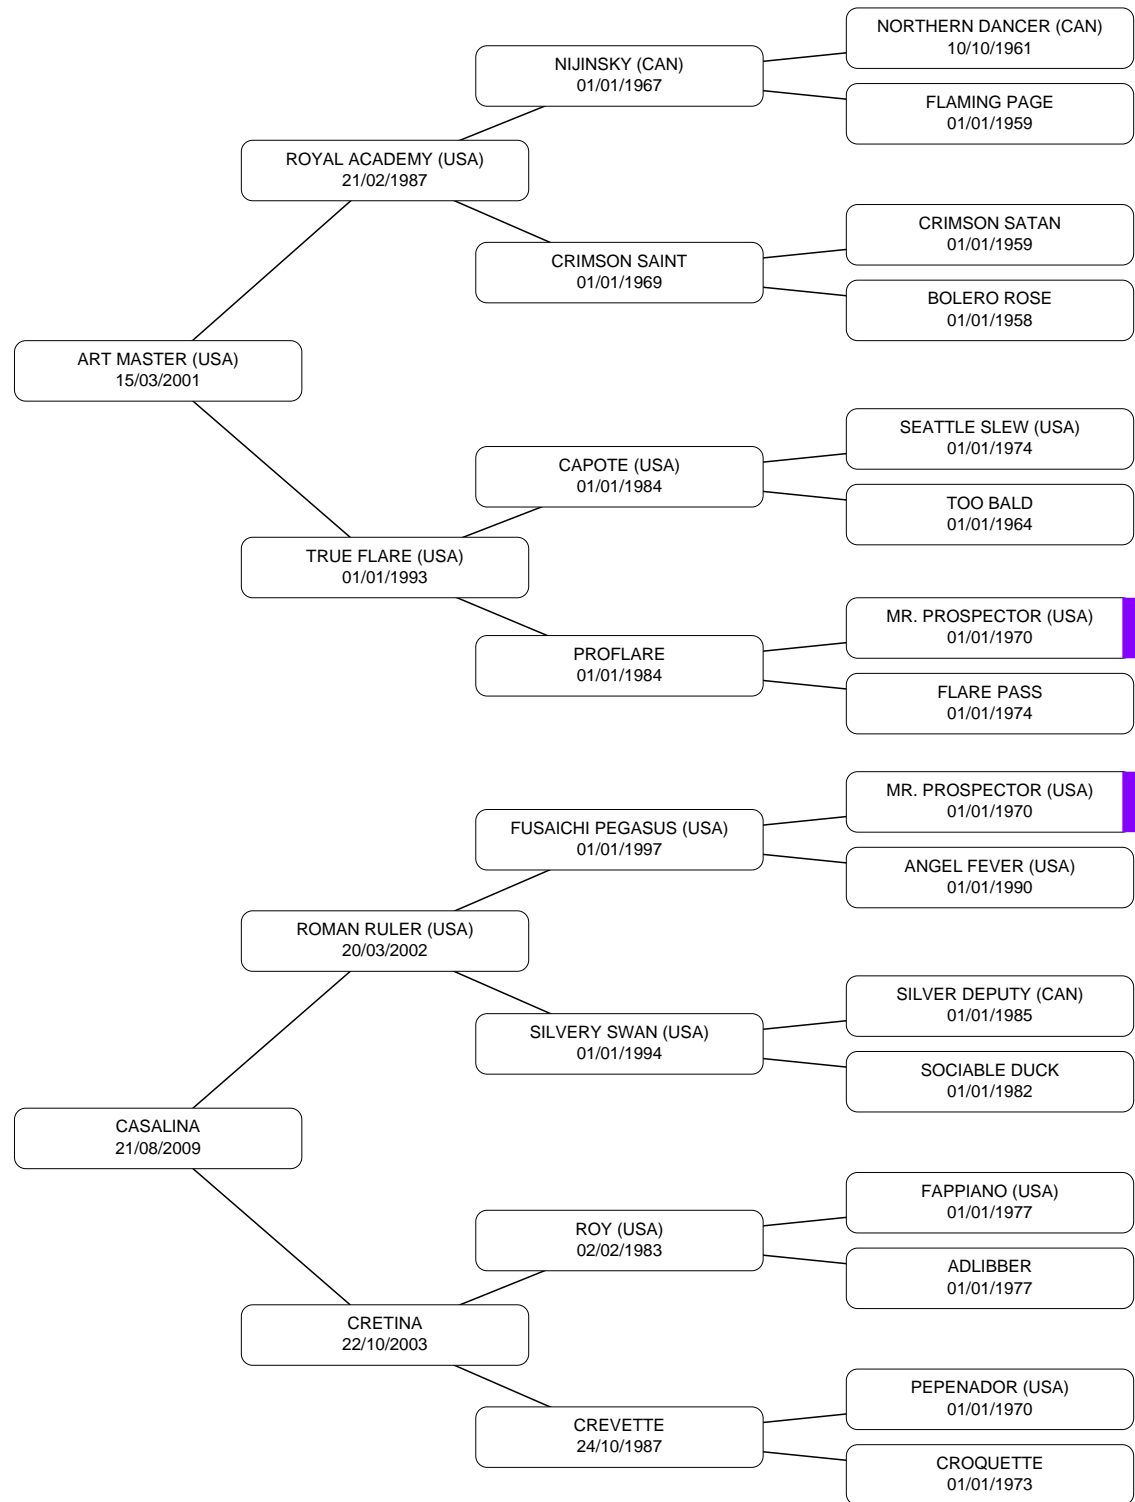 NORTHERN DANCER (CAN)
10/10/1961
NIJINSKY (CAN)
01/01/1967
FLAMING PAGE
01/01/1959
ROYAL ACADEMY (USA)
21/02/1987
CRIMSON SATAN
01/01/1959
CRIMSON SAINT
01/01/1969
BOLERO ROSE
01/01/1958
ART MASTER (USA)
15/03/2001
SEATTLE SLEW (USA)
01/01/1974
CAPOTE (USA)
01/01/1984
TOO BALD
01/01/1964
TRUE FLARE (USA)
01/01/1993
MR. PROSPECTOR (USA)
01/01/1970
PROFLARE
01/01/1984
FLARE PASS
01/01/1974
MR. PROSPECTOR (USA)
01/01/1970
FUSAICHI PEGASUS (USA)
01/01/1997
ANGEL FEVER (USA)
01/01/1990
ROMAN RULER (USA)
20/03/2002
SILVER DEPUTY (CAN)
01/01/1985
SILVERY SWAN (USA)
01/01/1994
SOCIABLE DUCK
01/01/1982
CASALINA
21/08/2009
FAPPIANO (USA)
01/01/1977
ROY (USA)
02/02/1983
ADLIBBER
01/01/1977
CRETINA
22/10/2003
PEPENADOR (USA)
01/01/1970
CREVETTE
24/10/1987
CROQUETTE
01/01/1973